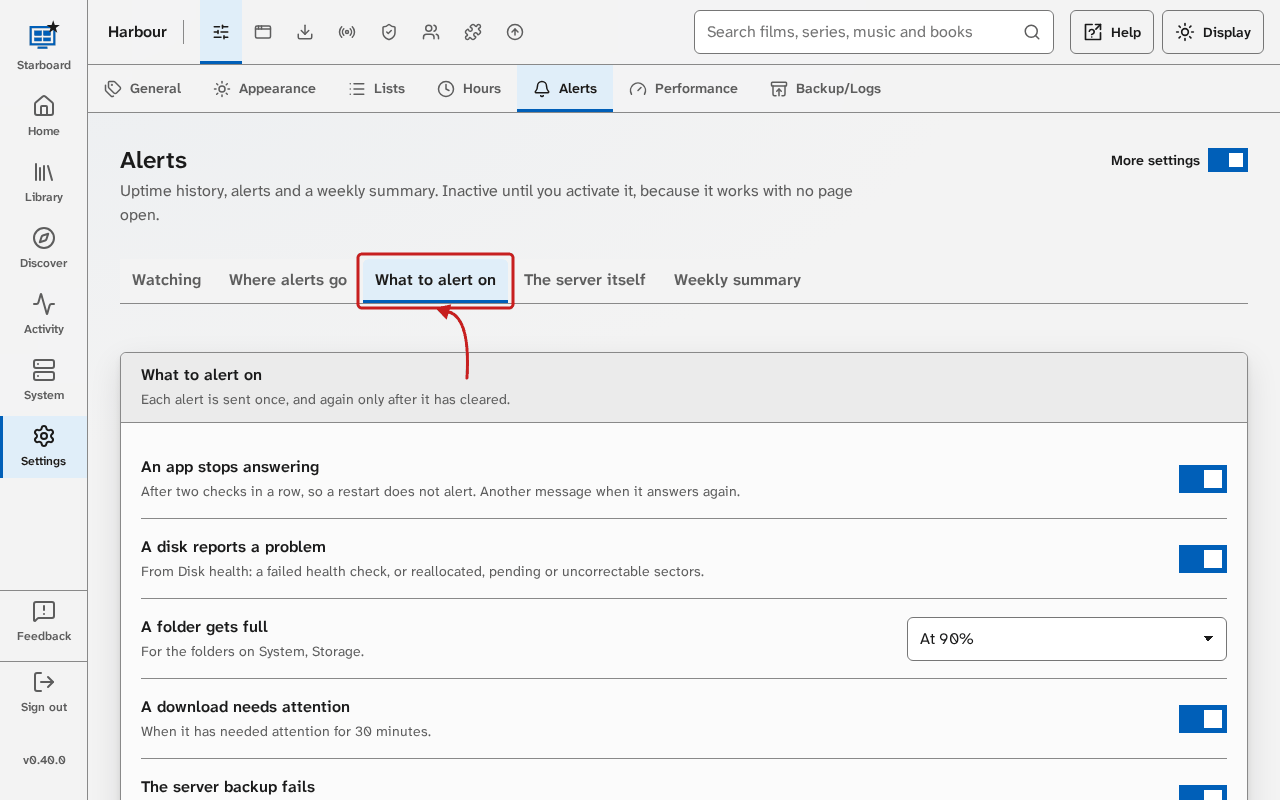 Starboard
Home
Library
Discover
Activity
System
Settings
Feedback
Sign out
v0.40.0
Harbour
Search films, series, music and books
Help
Display
General
Appearance
Lists
Hours
Alerts
Performance
Backup/Logs
Alerts
More settings
Uptime history, alerts and a weekly summary. Inactive until you activate it, because it works with no page
open.
Watching
Where alerts go
What to alert on
The server itself
Weekly summary
What to alert on
Each alert is sent once, and again only after it has cleared.
An app stops answering
After two checks in a row, so a restart does not alert. Another message when it answers again.
A disk reports a problem
From Disk health: a failed health check, or reallocated, pending or uncorrectable sectors.
A folder gets full
For the folders on System, Storage.
At 90%
A download needs attention
When it has needed attention for 30 minutes.
The server backup fails